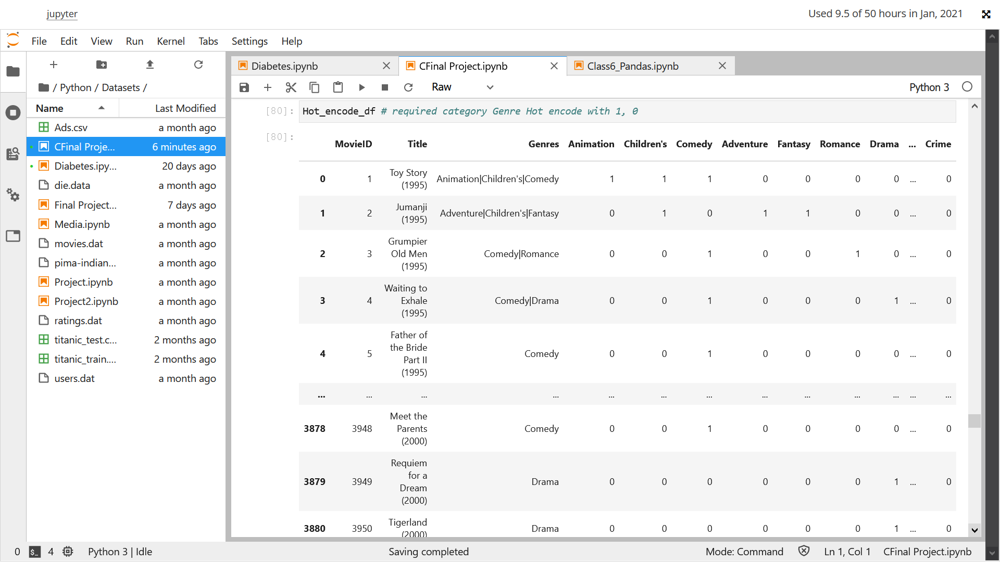 jupyter
Used 9.5 of 50 hours in Jan, 2021
File Edit View Run Kernel Tabs Settings Help
/ Python / Datasets /
Name Last Modified
Ads.csv a month ago
CFinal Proje... 6 minutes ago
Diabetes.ipy... 20 days ago
die.data a month ago
Final Project... 7 days ago
Media.ipynb a month ago
movies.dat a month ago
pima-indian... a month ago
Project.ipynb a month ago
Project2.ipynb a month ago
ratings.dat a month ago
titanic_test.c... 2 months ago
titanic_train.... 2 months ago
users.dat a month ago
Diabetes.ipynb CFinal Project.ipynb Class6_Pandas.ipynb
Raw Python 3
[80]: Hot_encode_df # required category Genre Hot encode with 1, 0
[80]:
MovieID Title Genres Animation Children's Comedy Adventure Fantasy Romance Drama ... Crime
0 1 Toy Story (1995) Animation|Children's|Comedy 1 1 1 0 0 0 0 ... 0
1 2 Jumanji (1995) Adventure|Children's|Fantasy 0 1 0 1 1 0 0 ... 0
2 3 Grumpier Old Men (1995) Comedy|Romance 0 0 1 0 0 1 0 ... 0
3 4 Waiting to Exhale (1995) Comedy|Drama 0 0 1 0 0 0 1 ... 0
4 5 Father of the Bride Part II (1995) Comedy 0 0 1 0 0 0 0 ... 0
... ... ... ... ... ... ... ... ... ... ... ... ...
3878 3948 Meet the Parents (2000) Comedy 0 0 1 0 0 0 0 ... 0
3879 3949 Requiem for a Dream (2000) Drama 0 0 0 0 0 0 1 ... 0
3880 3950 Tigerland (2000) Drama 0 0 0 0 0 0 1 ... 0
0 $_ 4 Python 3 | Idle Saving completed Mode: Command Ln 1, Col 1 CFinal Project.ipynb